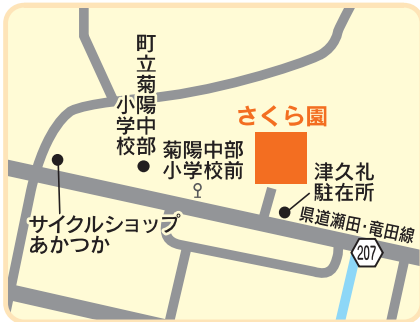 町立菊陽中部
小学校
さくら園
菊陽中部
小学校前
津久礼
駐在所
サイクルショップ
あかつか
県道瀬田・竜田線
207